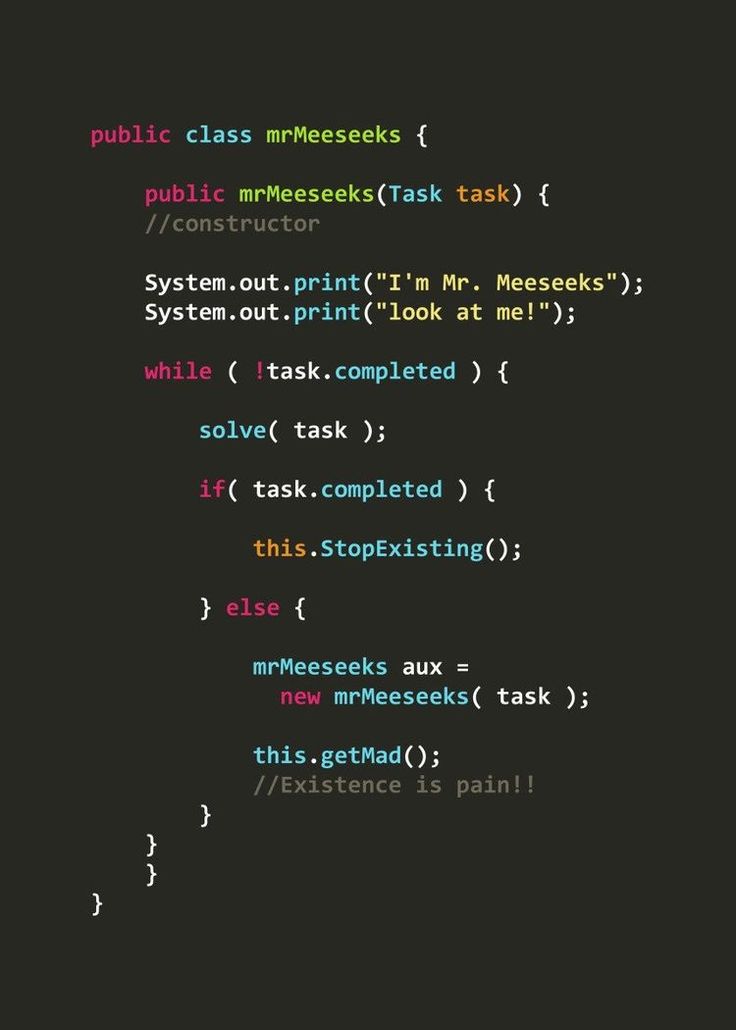 public class mrMeeseeks {
public mrMeeseeks(Task task) {
//constructor
System.out.print("I'm Mr. Meeseeks");
System.out.print("look at me!");
while ( !task.completed ) {
solve( task );
if( task.completed ) {
this.StopExisting();
} else {
mrMeeseeks aux =
new mrMeeseeks( task );
this.getMad();
//Existence is pain!!
}
}
}
}